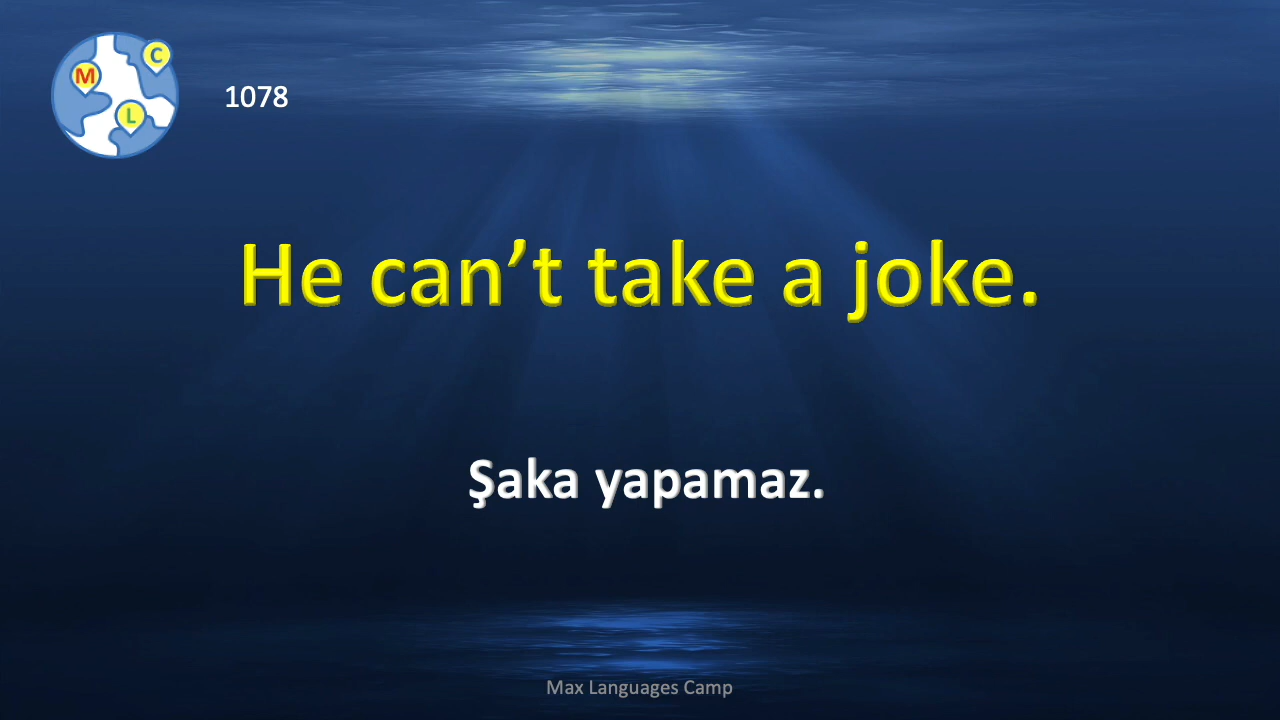 C
M
L
1078
He can’t take a joke.
Şaka yapamaz.
Max Languages Camp